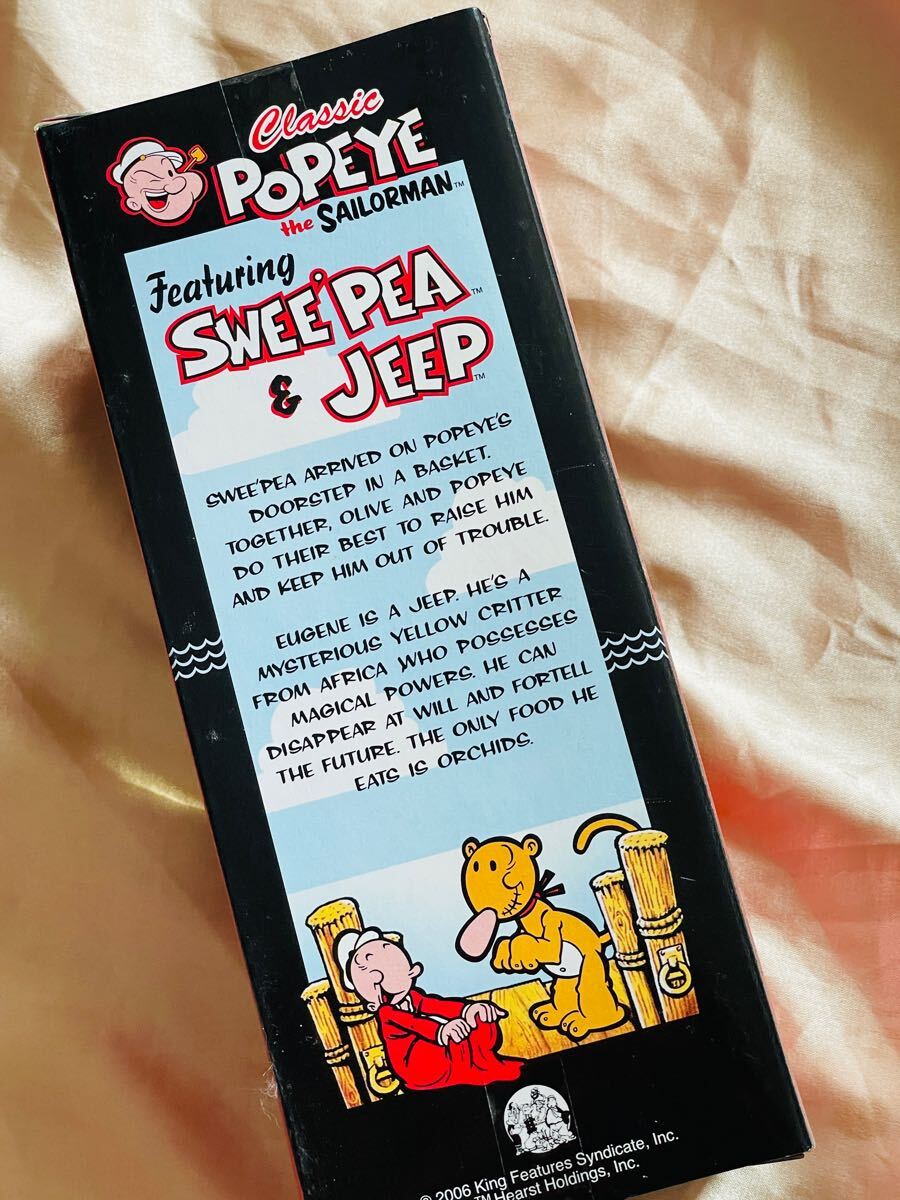 Classic
POPEYE
the SAILORMAN™
Featuring
SWEE'PEA™
& JEEP™
SWEE'PEA ARRIVED ON POPEYE'S
DOORSTEP IN A BASKET.
TOGETHER, OLIVE AND POPEYE
DO THEIR BEST TO RAISE HIM
AND KEEP HIM OUT OF TROUBLE.
EUGENE IS A JEEP. HE'S A
MYSTERIOUS YELLOW CRITTER
FROM AFRICA WHO POSSESSES
MAGICAL POWERS. HE CAN
DISAPPEAR AT WILL AND FORTELL
THE FUTURE. THE ONLY FOOD HE
EATS IS ORCHIDS.
© 2006 King Features Syndicate, Inc.
™Hearst Holdings, Inc.